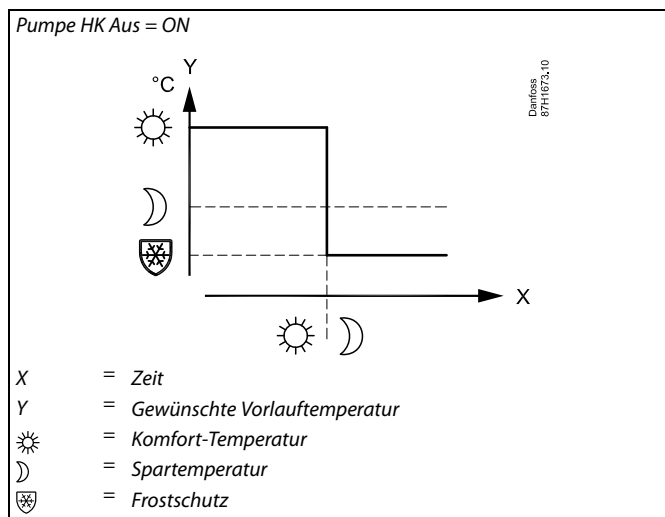 Pumpe HK Aus = ON
Y
°C
Danfoss
87H1673.10
X
X = Zeit
Y = Gewünschte Vorlauftemperatur
= Komfort-Temperatur
= Spartemperatur
= Frostschutz